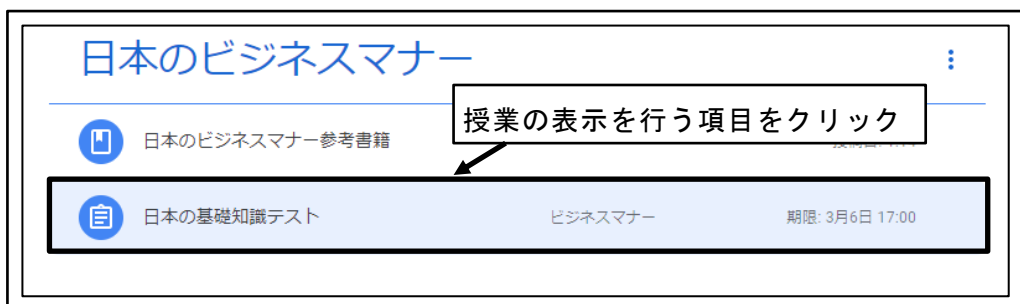 日本のビジネスマナー
授業の表示を行う項目をクリック
日本のビジネスマナー参考書籍
日本の基礎知識テスト ビジネスマナー 期限: 3月6日 17:00